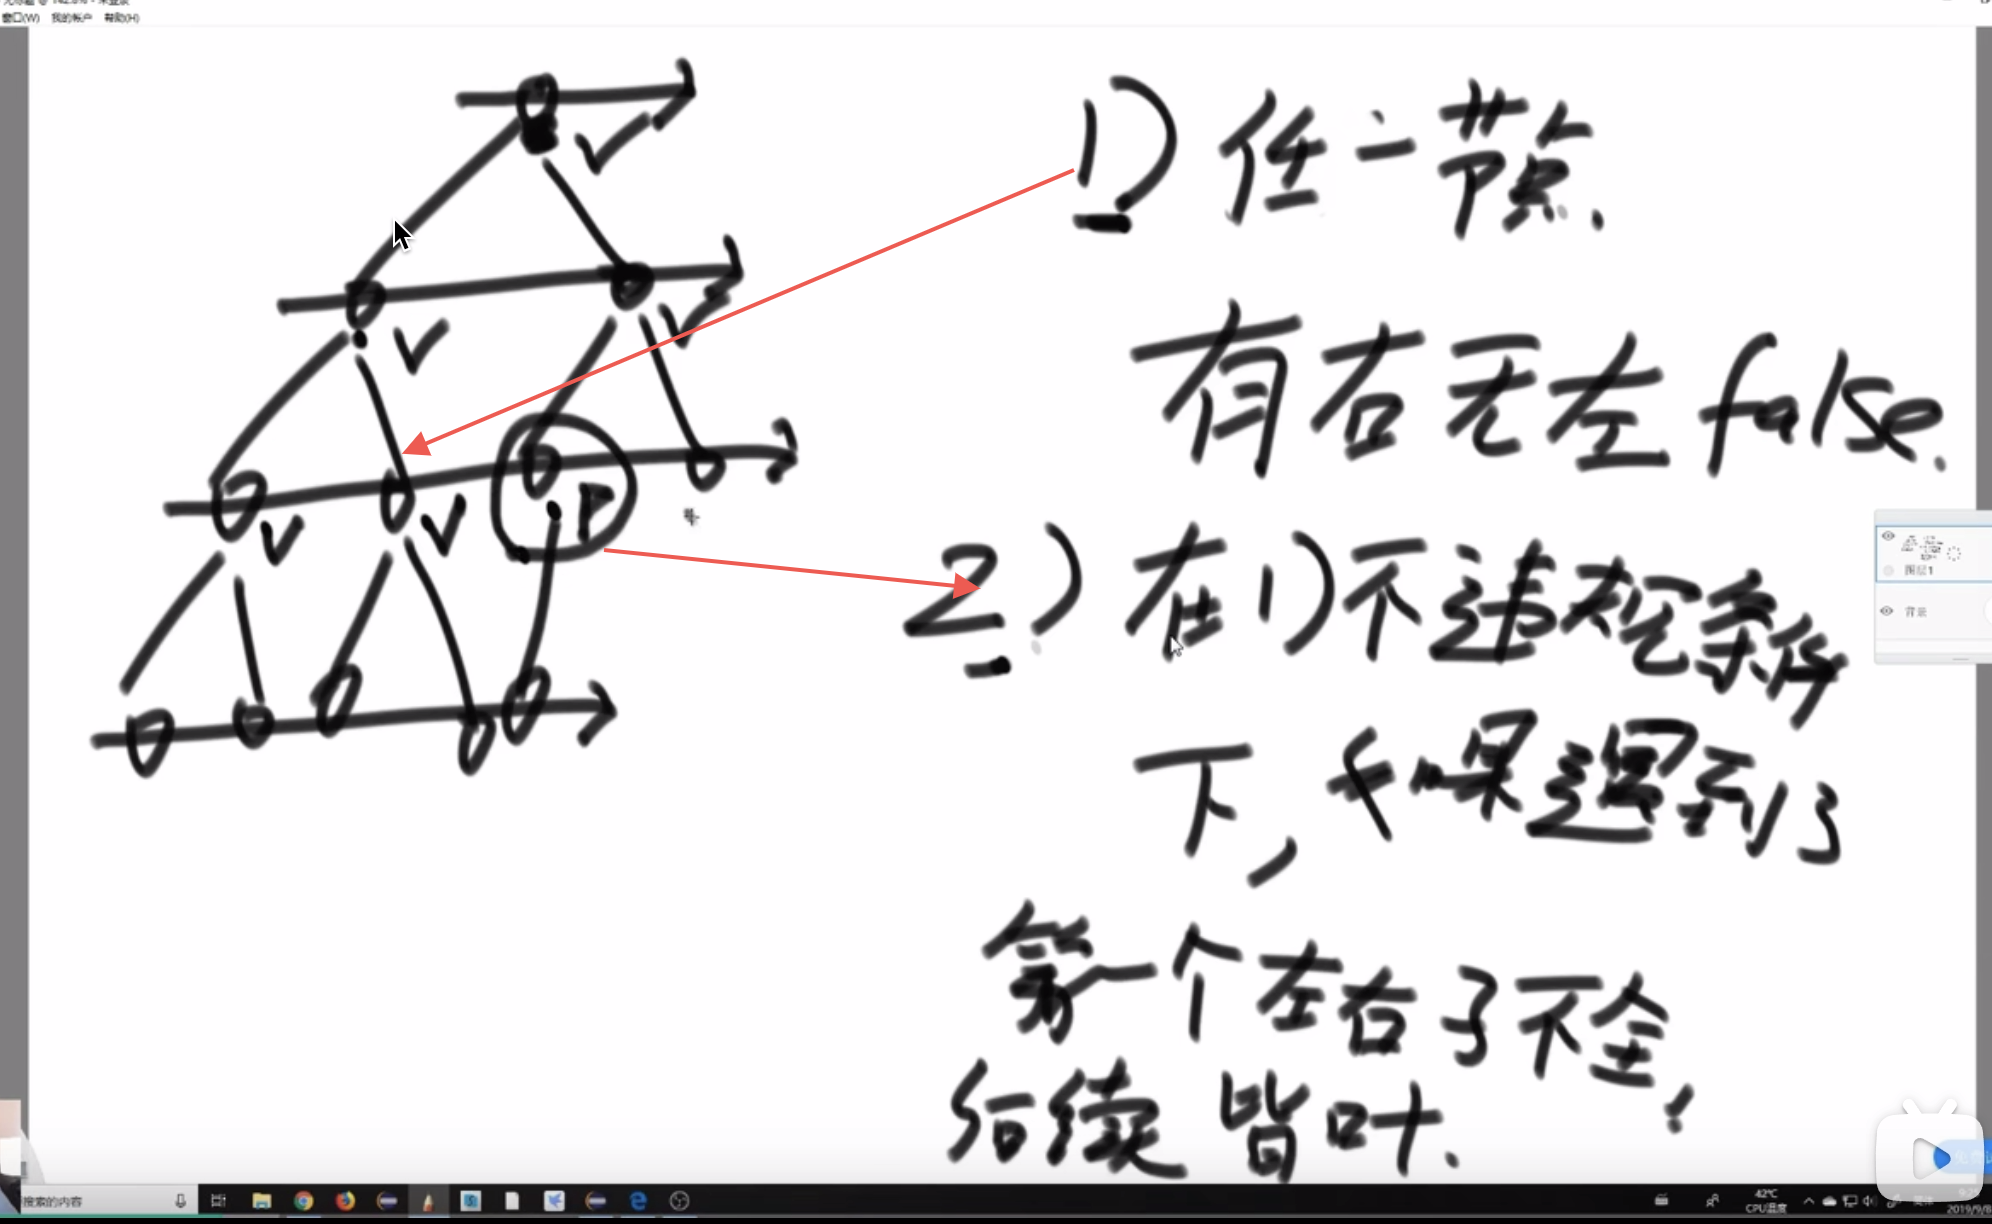 窗口(W) 我的帐户 帮助(H)
1) 任一节点.
有右无左 false.
2) 在1)不违规条件
下,如果遇到了
第一个左右子不全,
后续皆叶.
图层1
背景
搜索的内容
42℃
CPU温度
2019/9/8